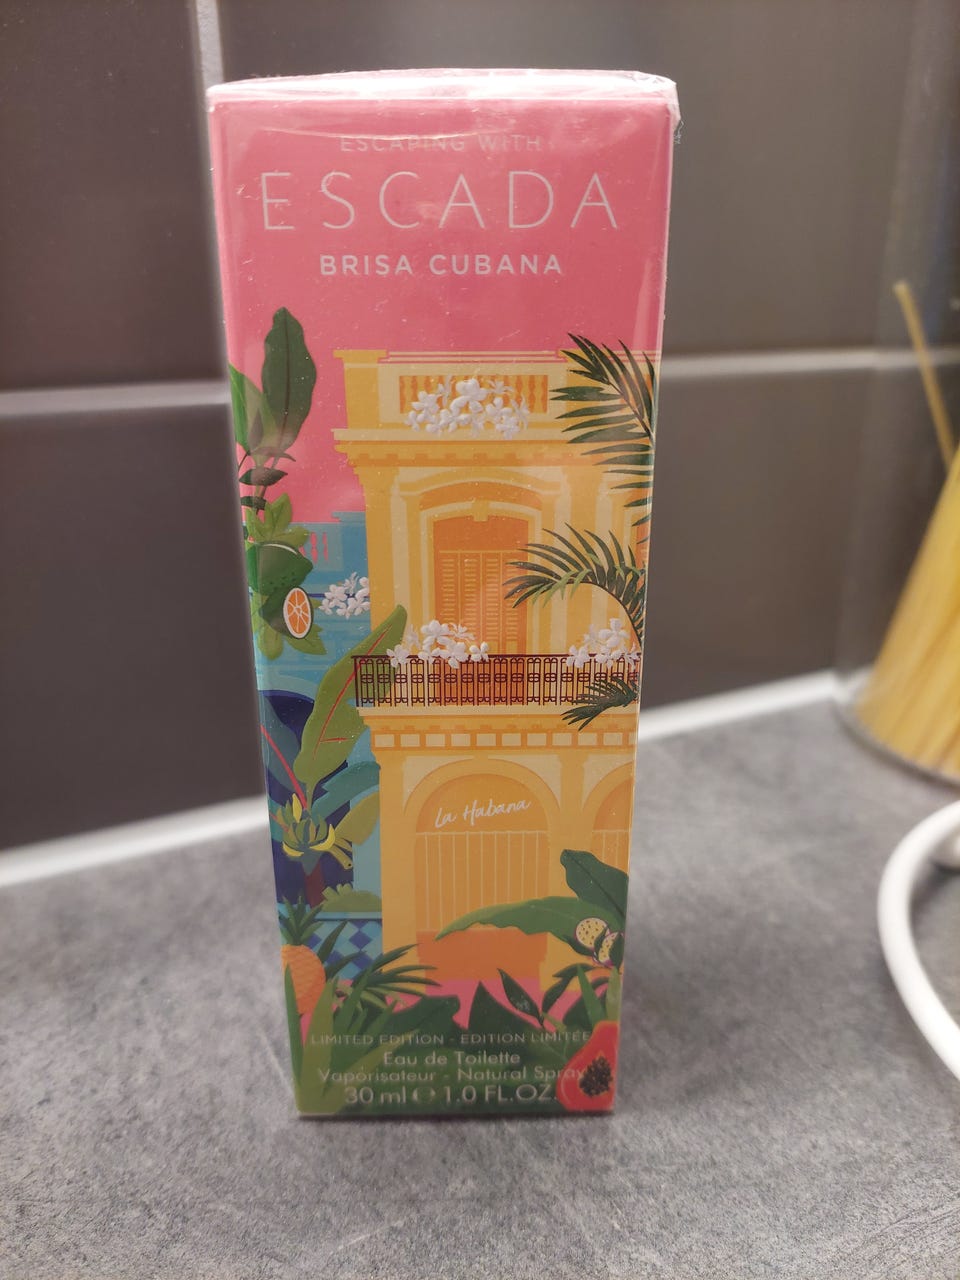 ESCAPING WITH
ESCADA
BRISA CUBANA
La Habana
LIMITED EDITION - EDITION LIMITÉE
Eau de Toilette
Vaporisateur - Natural Spray
30 ml ℮ 1.0 FL.OZ.